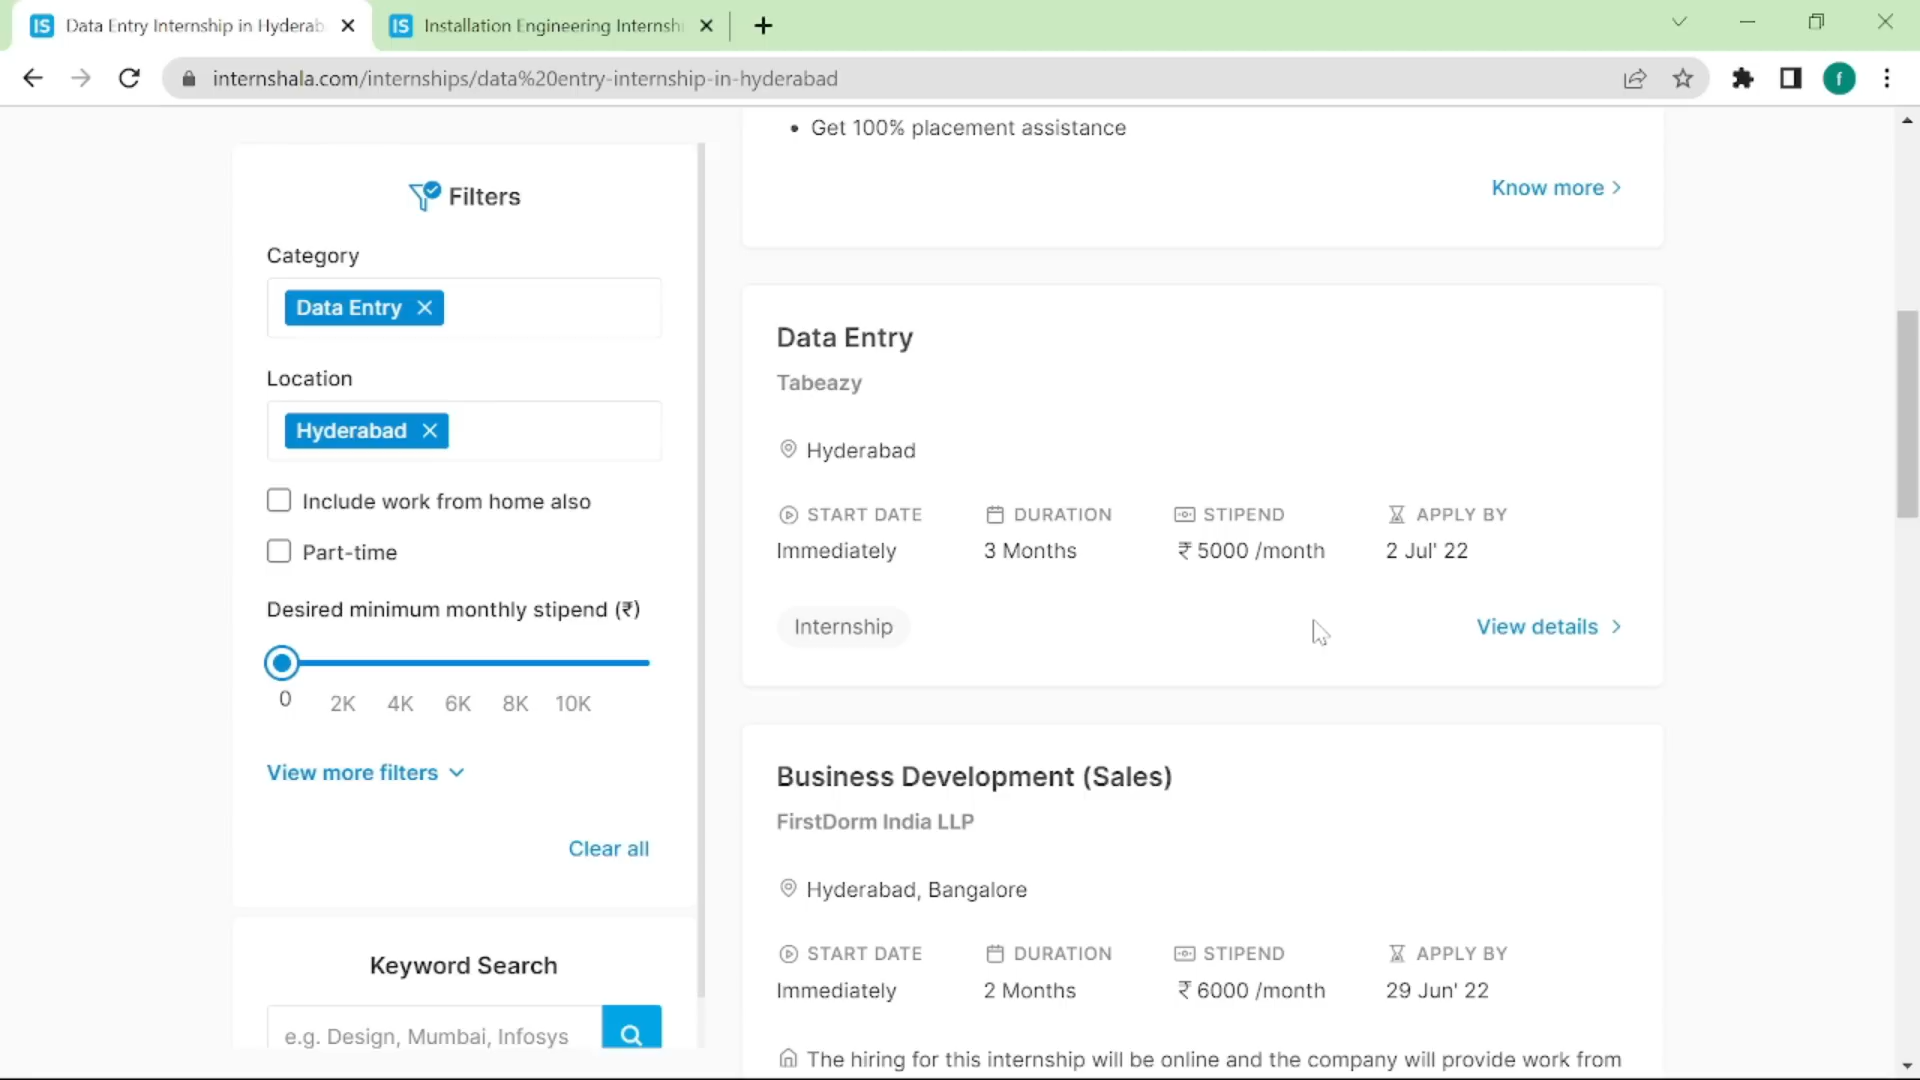 IS Data Entry Internship in Hyderab
IS Installation Engineering Internsh
internshala.com/internships/data%20entry-internship-in-hyderabad
f
• Get 100% placement assistance
Know more >
Filters
Category
Data Entry ×
Location
Hyderabad ×
Include work from home also
Part-time
Desired minimum monthly stipend (₹)
0 2K 4K 6K 8K 10K
View more filters
Clear all
Keyword Search
e.g. Design, Mumbai, Infosys
Data Entry
Tabeazy
Hyderabad
START DATE DURATION STIPEND APPLY BY
Immediately 3 Months ₹ 5000 /month 2 Jul' 22
Internship View details >
Business Development (Sales)
FirstDorm India LLP
Hyderabad, Bangalore
START DATE DURATION STIPEND APPLY BY
Immediately 2 Months ₹ 6000 /month 29 Jun' 22
The hiring for this internship will be online and the company will provide work from